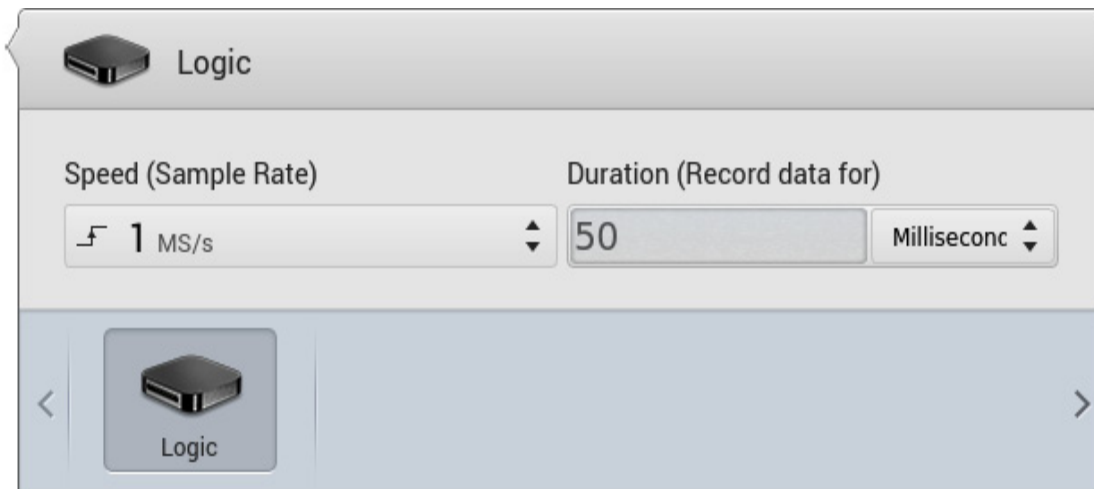 Logic
Speed (Sample Rate)
Duration (Record data for)
1 MS/s
50
Milliseconc
Logic